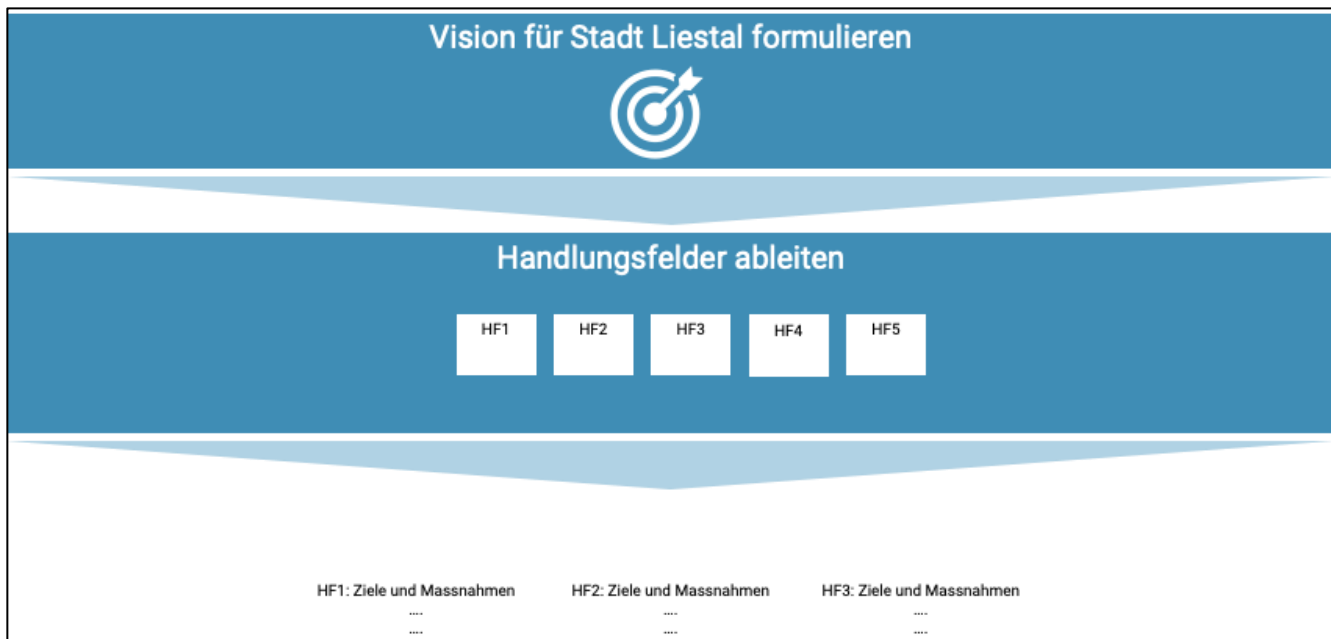 Vision für Stadt Liestal formulieren
Handlungsfelder ableiten
HF1 HF2 HF3 HF4 HF5
HF1: Ziele und Massnahmen HF2: Ziele und Massnahmen HF3: Ziele und Massnahmen
.... .... ....
.... .... ....